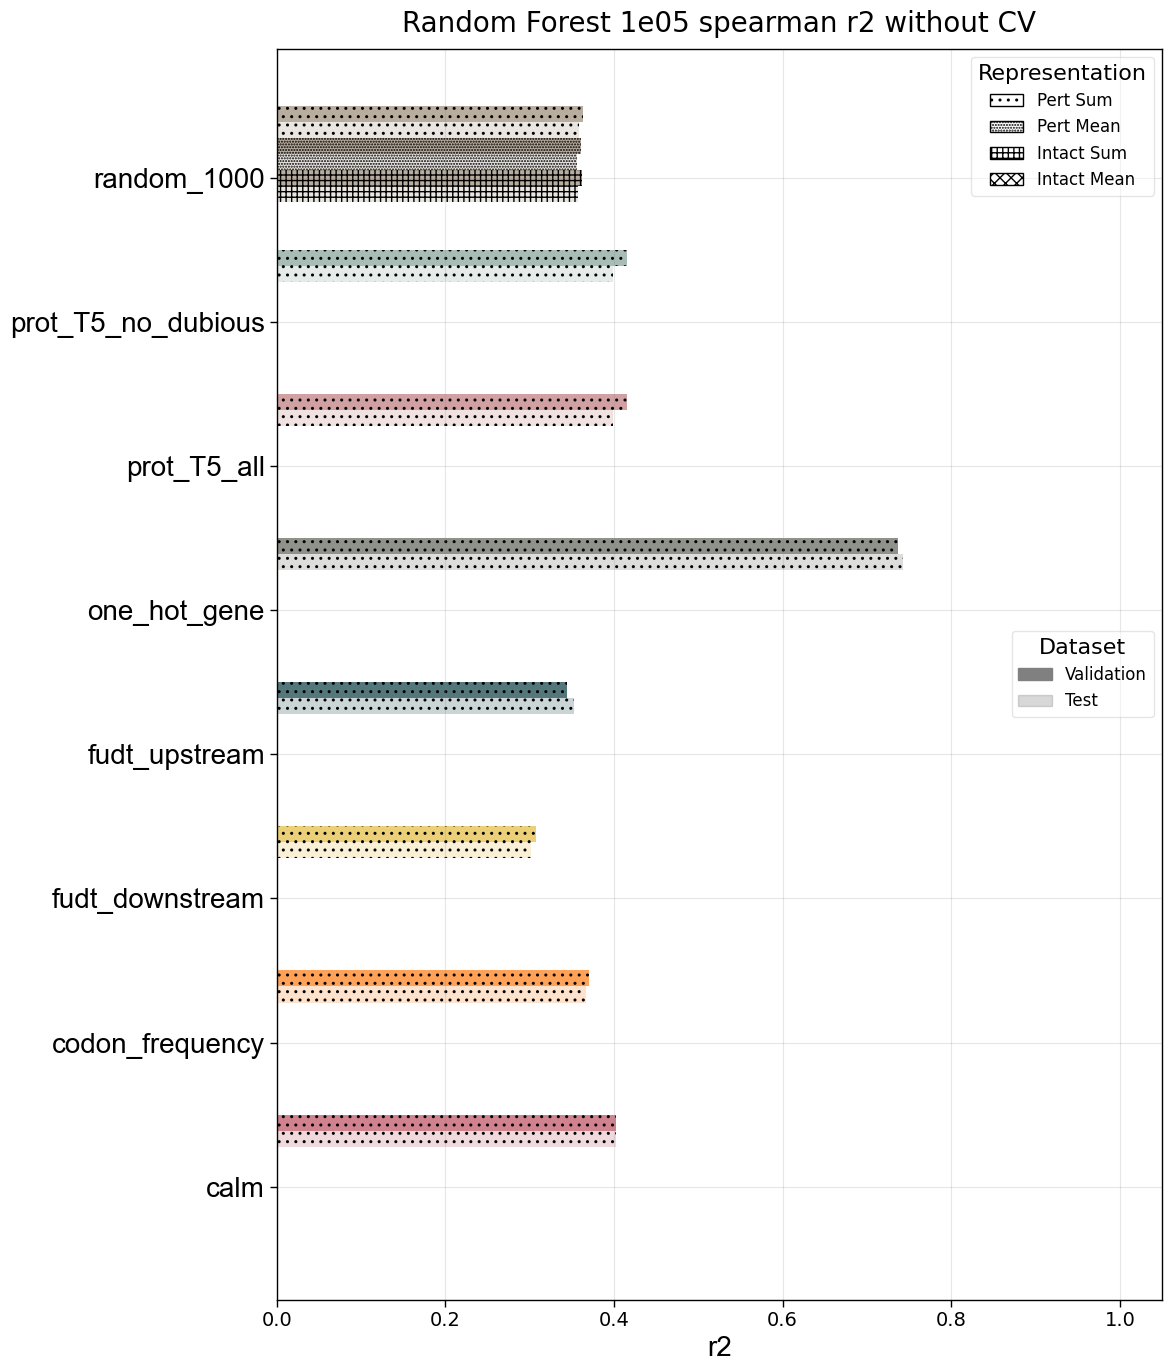 Random Forest 1e05 spearman r2 without CV
Representation
Pert Sum
Pert Mean
Intact Sum
Intact Mean
random_1000
prot_T5_no_dubious
prot_T5_all
one_hot_gene
Dataset
Validation
Test
fudt_upstream
fudt_downstream
codon_frequency
calm
0.0 0.2 0.4 0.6 0.8 1.0
r2